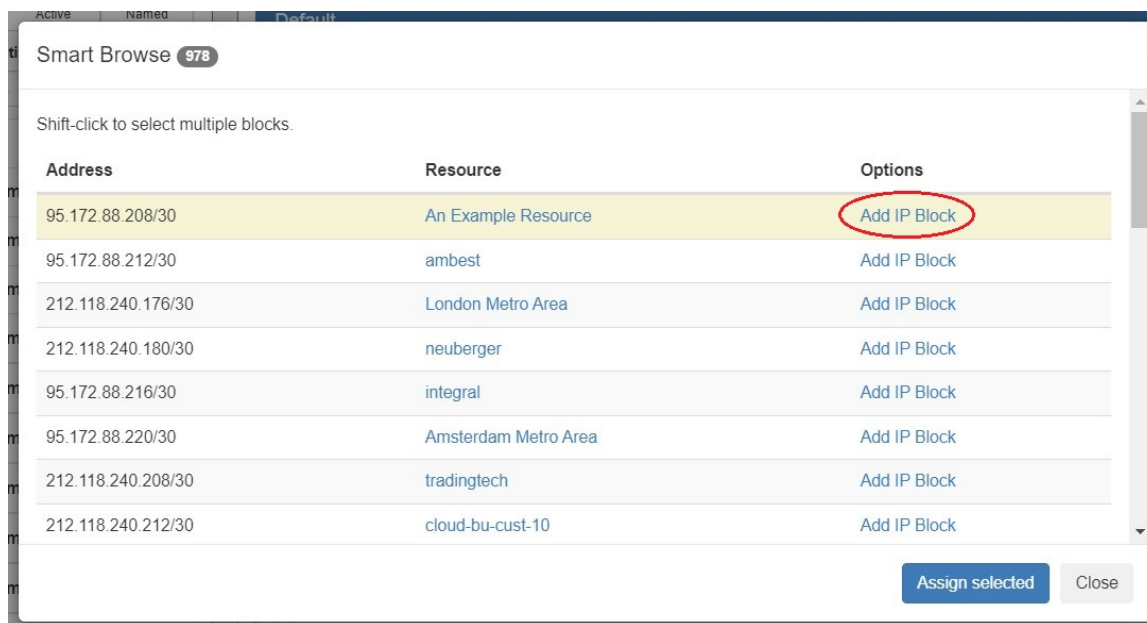 Active Named
Default
Smart Browse 978
Shift-click to select multiple blocks.
Address Resource Options
95.172.88.208/30 An Example Resource Add IP Block
95.172.88.212/30 ambest Add IP Block
212.118.240.176/30 London Metro Area Add IP Block
212.118.240.180/30 neuberger Add IP Block
95.172.88.216/30 integral Add IP Block
95.172.88.220/30 Amsterdam Metro Area Add IP Block
212.118.240.208/30 tradingtech Add IP Block
212.118.240.212/30 cloud-bu-cust-10 Add IP Block
Assign selected Close